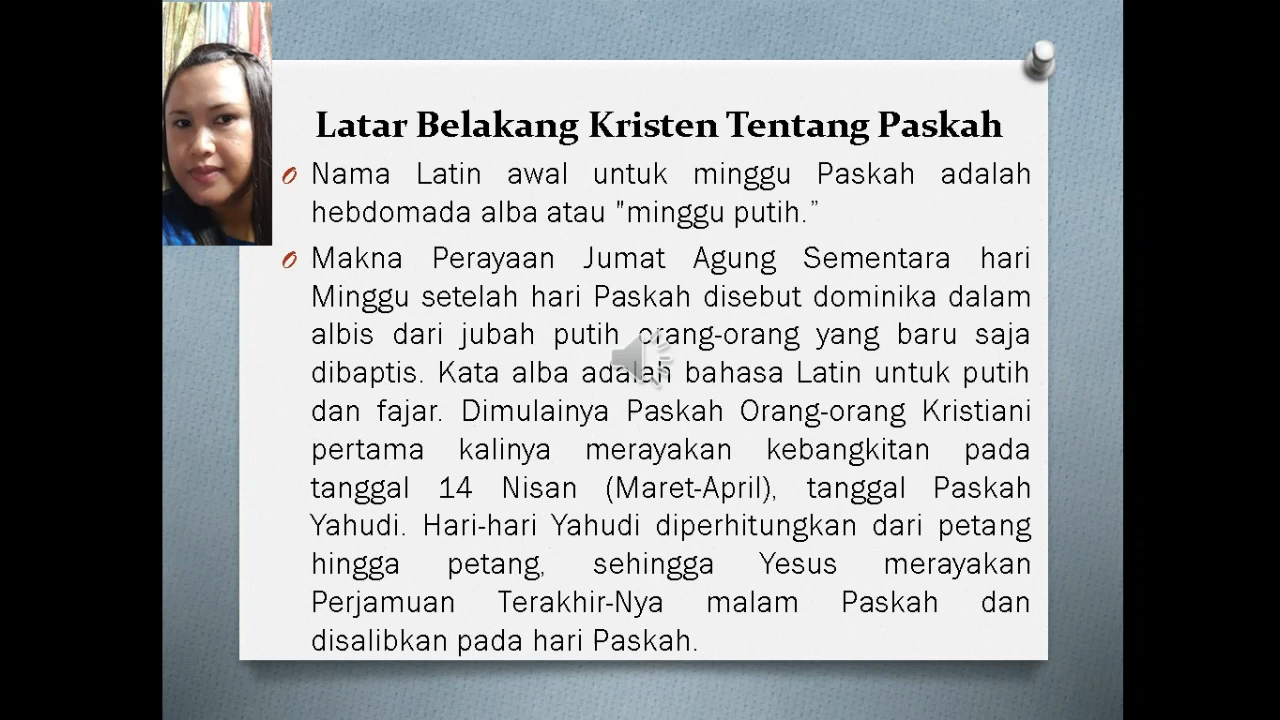 Latar Belakang Kristen Tentang Paskah
Nama Latin awal untuk minggu Paskah adalah
hebdomada alba atau "minggu putih.”
Makna Perayaan Jumat Agung Sementara hari
Minggu setelah hari Paskah disebut dominika dalam
albis dari jubah putih orang-orang yang baru saja
dibaptis. Kata alba adalah bahasa Latin untuk putih
dan fajar. Dimulainya Paskah Orang-orang Kristiani
pertama kalinya merayakan kebangkitan pada
tanggal 14 Nisan (Maret-April), tanggal Paskah
Yahudi. Hari-hari Yahudi diperhitungkan dari petang
hingga petang, sehingga Yesus merayakan
Perjamuan Terakhir-Nya malam Paskah dan
disalibkan pada hari Paskah.